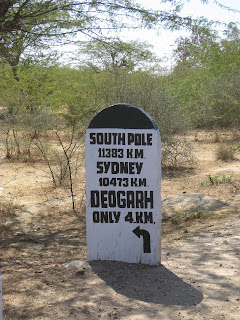 SOUTH POLE
11383 KM.
SYDNEY
10473 KM.
DEOGARH
ONLY 4.KM.